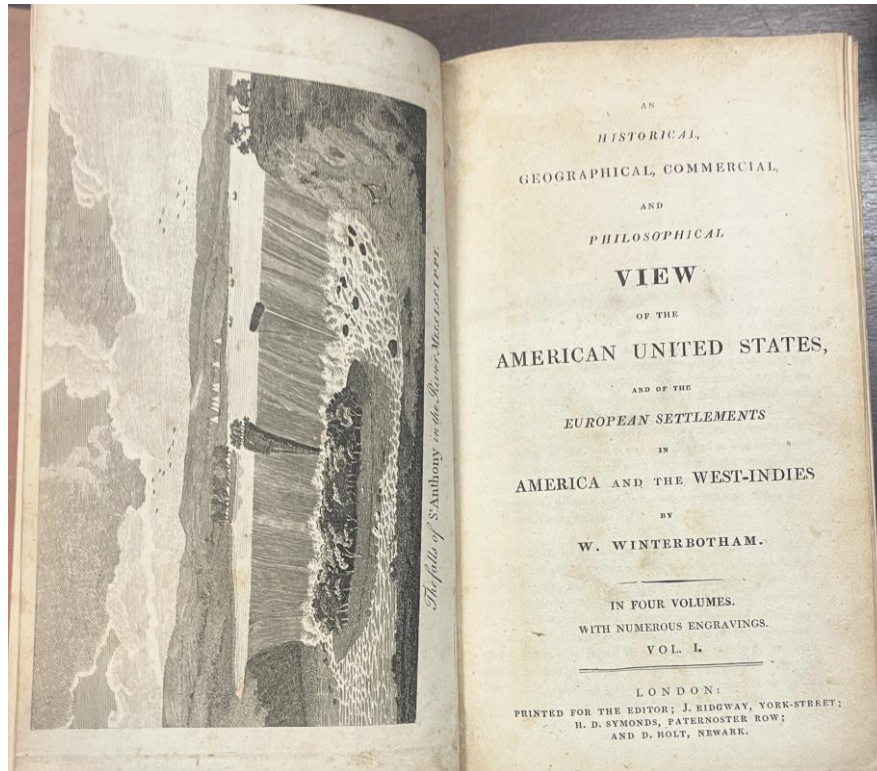 The falls of St. Anthony in the River, Mississippi.
AN
HISTORICAL,
GEOGRAPHICAL, COMMERCIAL,
AND
PHILOSOPHICAL
VIEW
OF THE
AMERICAN UNITED STATES,
AND OF THE
EUROPEAN SETTLEMENTS
IN
AMERICA AND THE WEST-INDIES
BY
W. WINTERBOTHAM.
IN FOUR VOLUMES.
WITH NUMEROUS ENGRAVINGS.
VOL. I.
LONDON:
PRINTED FOR THE EDITOR; J. RIDGWAY, YORK-STREET;
H. D. SYMONDS, PATERNOSTER ROW;
AND D. HOLT, NEWARK.